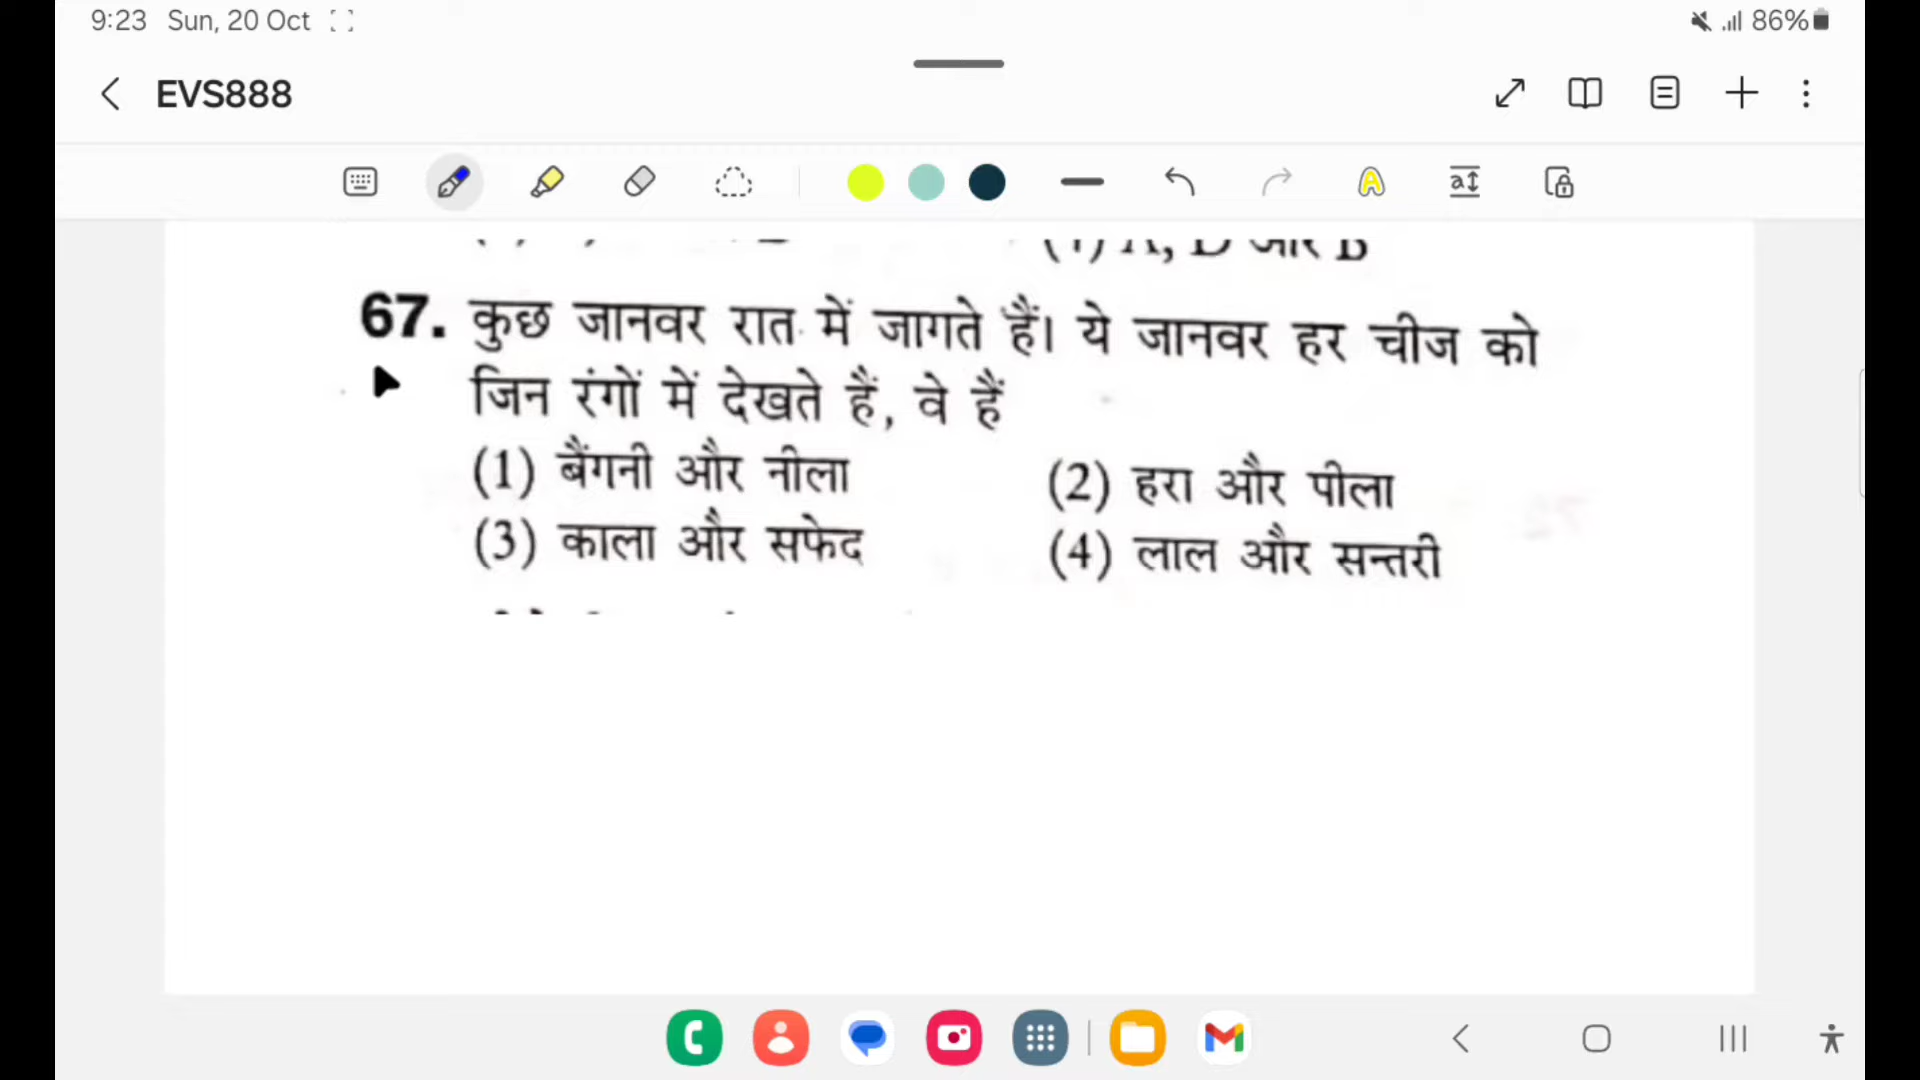 9:23 Sun, 20 Oct 86%
EVS888
67. कुछ जानवर रात में जागते हैं। ये जानवर हर चीज को
जिन रंगों में देखते हैं, वे हैं
(1) बैंगनी और नीला (2) हरा और पीला
(3) काला और सफेद (4) लाल और सन्तरी